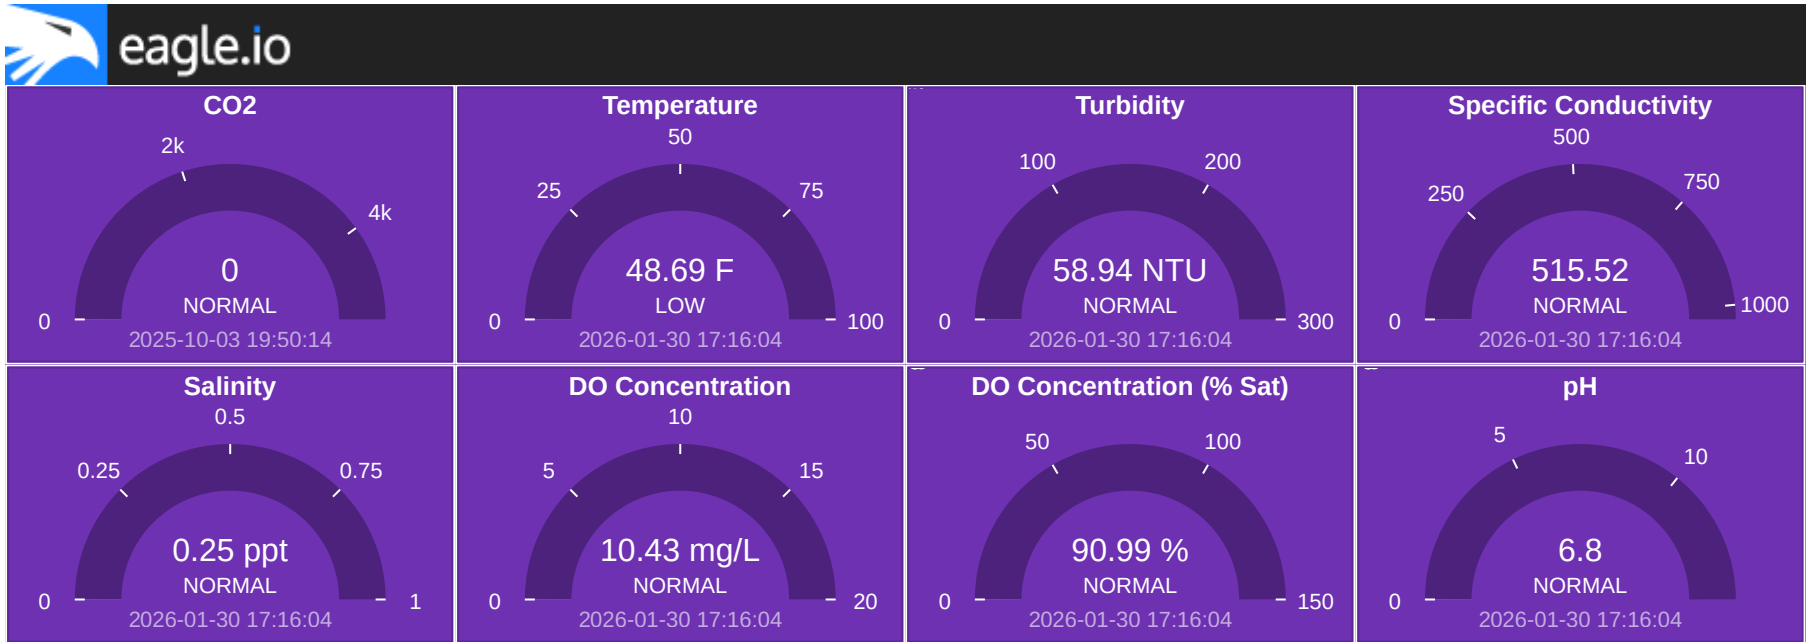 eagle.io
CO2
2k
4k
0
0
NORMAL
2025-10-03 19:50:14
Temperature
50
25
75
48.69 F
LOW
0
100
2026-01-30 17:16:04
Turbidity
100
200
58.94 NTU
NORMAL
0
300
2026-01-30 17:16:04
Specific Conductivity
500
250
750
515.52
NORMAL
0
1000
2026-01-30 17:16:04
Salinity
0.5
0.25
0.75
0.25 ppt
NORMAL
0
1
2026-01-30 17:16:04
DO Concentration
10
5
15
10.43 mg/L
NORMAL
0
20
2026-01-30 17:16:04
DO Concentration (% Sat)
50
100
90.99 %
NORMAL
0
150
2026-01-30 17:16:04
pH
5
10
6.8
NORMAL
0
2026-01-30 17:16:04